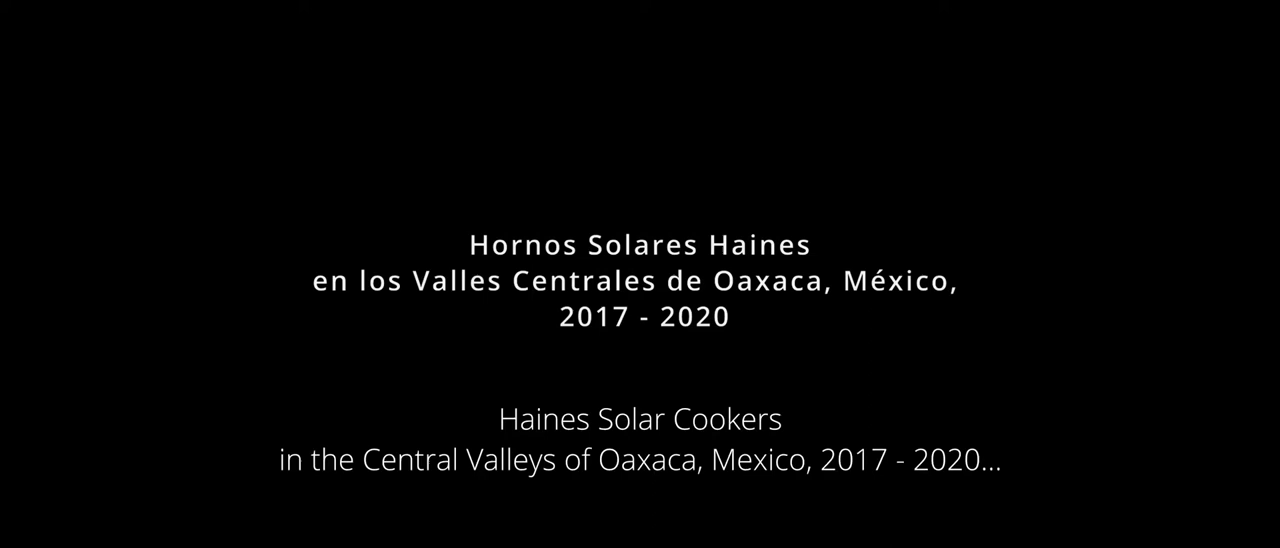 Hornos Solares Haines
en los Valles Centrales de Oaxaca, México,
2017 - 2020
Haines Solar Cookers
in the Central Valleys of Oaxaca, Mexico, 2017 - 2020...